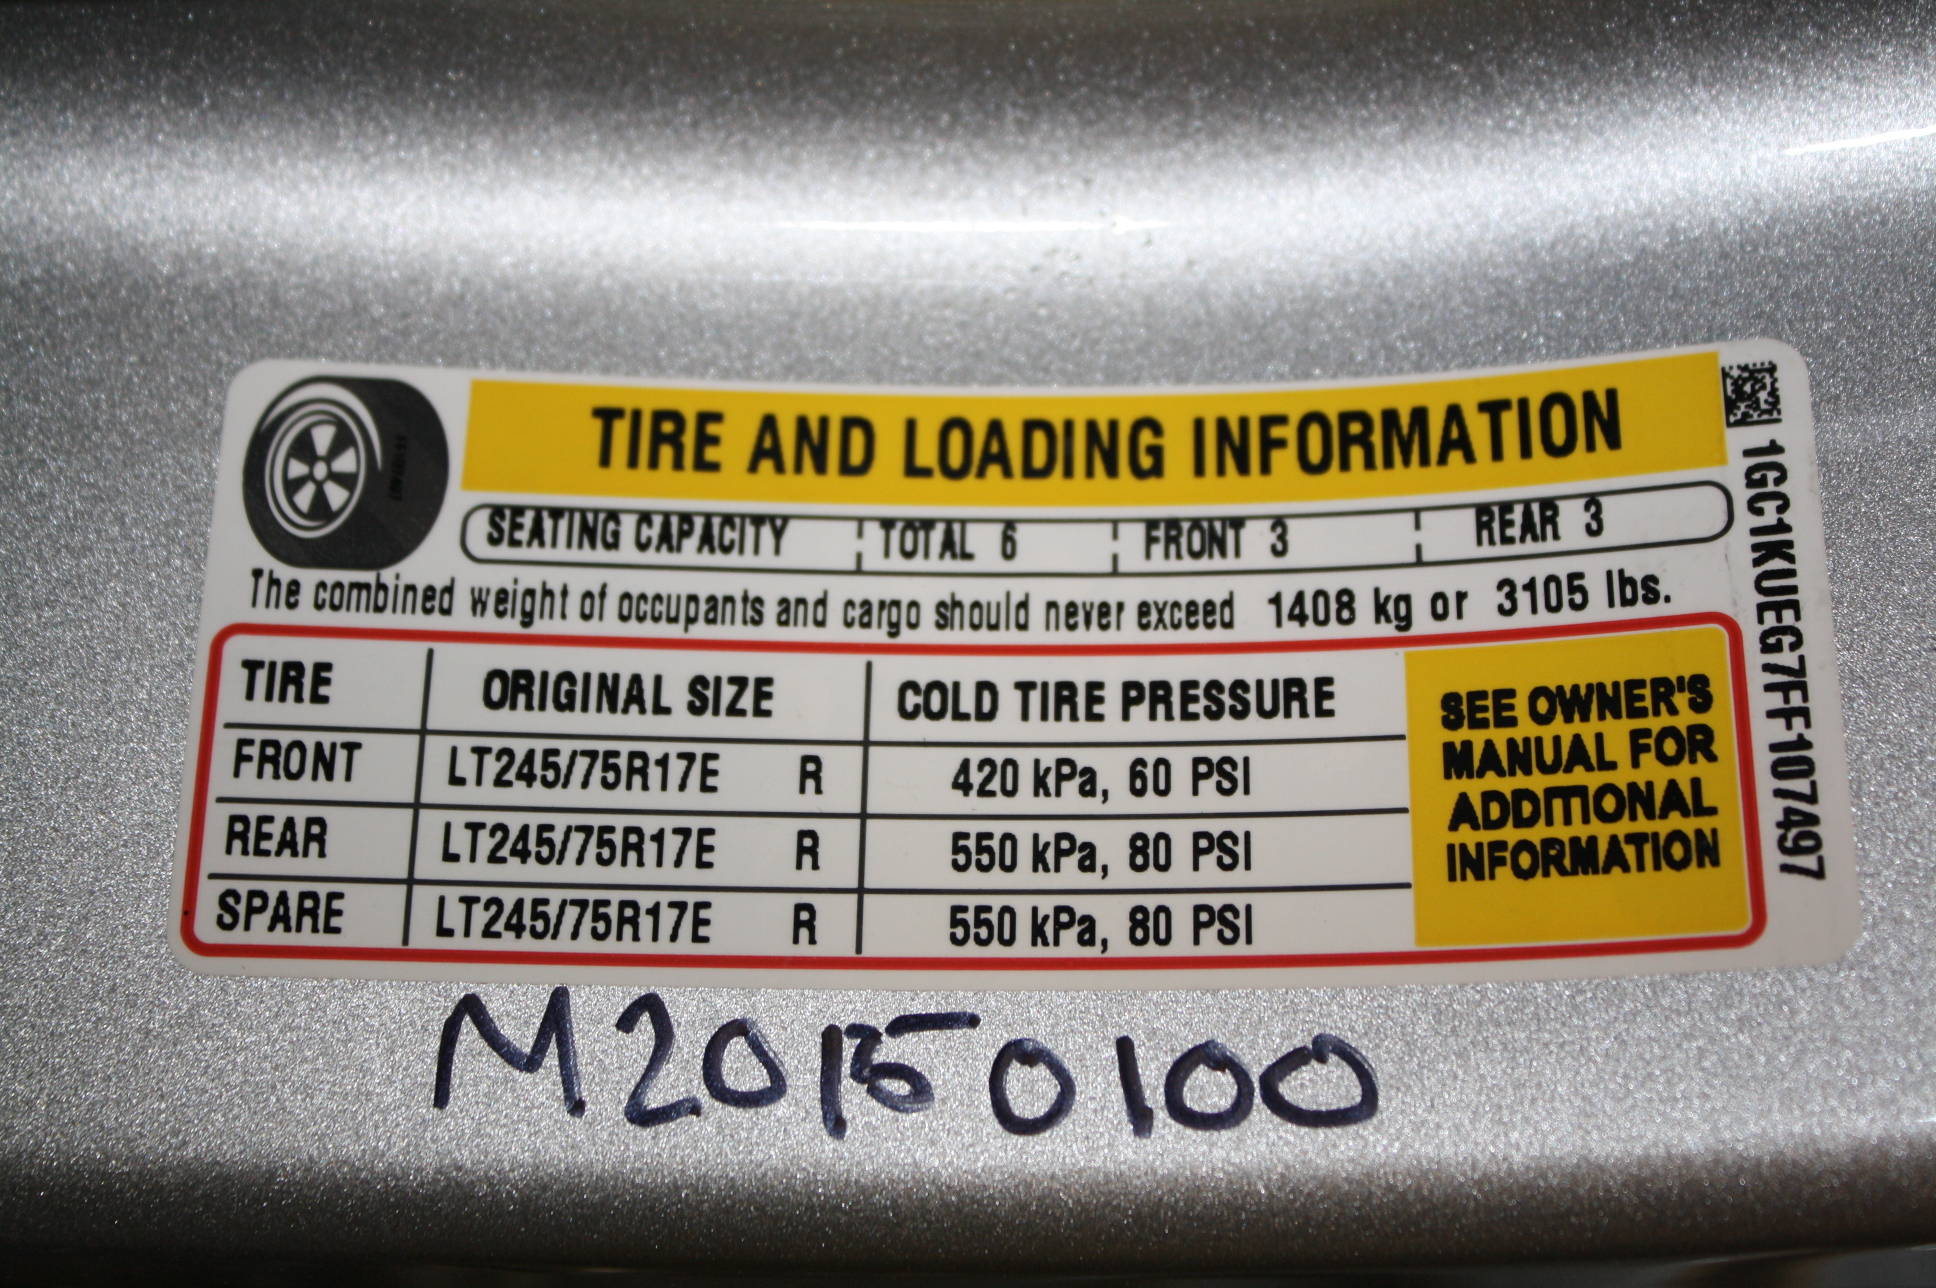 TIRE AND LOADING INFORMATION
SEATING CAPACITY TOTAL 6 FRONT 3 REAR 3
The combined weight of occupants and cargo should never exceed 1408 kg or 3105 lbs.
TIRE ORIGINAL SIZE COLD TIRE PRESSURE
FRONT LT245/75R17E R 420 kPa, 60 PSI
REAR LT245/75R17E R 550 kPa, 80 PSI
SPARE LT245/75R17E R 550 kPa, 80 PSI
SEE OWNER'S
MANUAL FOR
ADDITIONAL
INFORMATION
1GC1KUEG7FF107497
M20150100